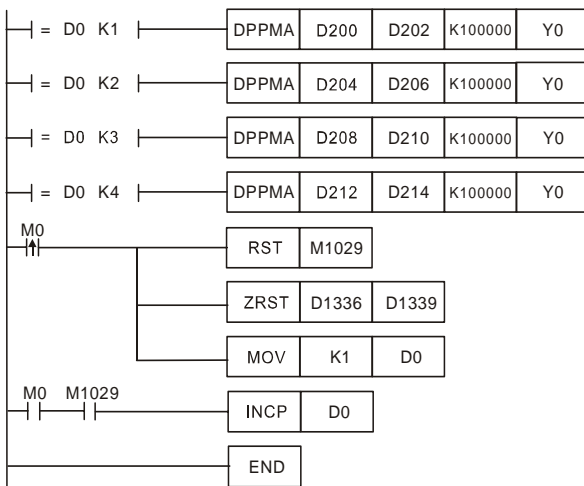 = D0 K1 DPPMA D200 D202 K100000 Y0
= D0 K2 DPPMA D204 D206 K100000 Y0
= D0 K3 DPPMA D208 D210 K100000 Y0
= D0 K4 DPPMA D212 D214 K100000 Y0
M0
RST M1029
ZRST D1336 D1339
MOV K1 D0
M0 M1029
INCP D0
END